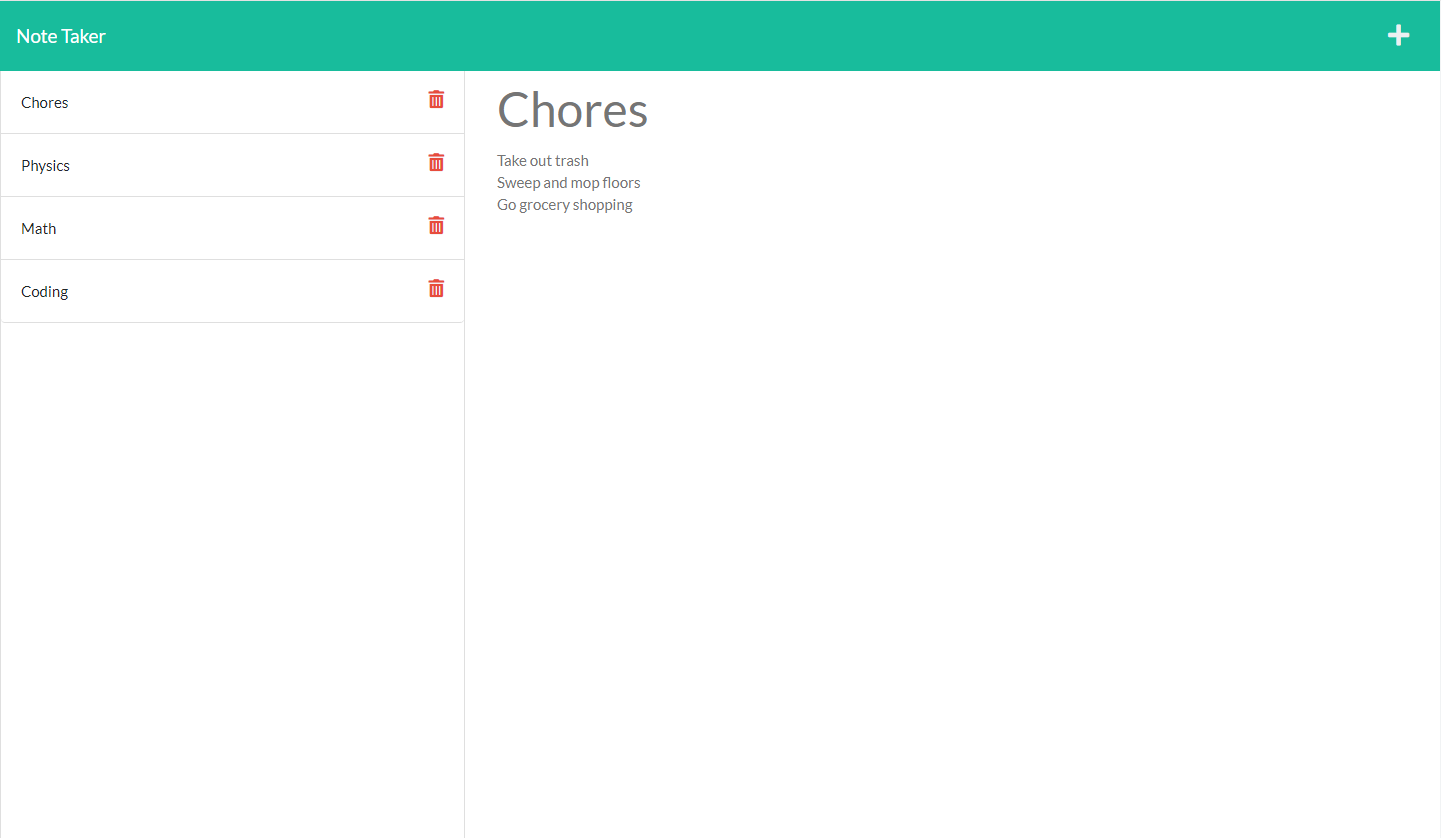 Note Taker
Chores
Physics
Math
Coding
Chores
Take out trash
Sweep and mop floors
Go grocery shopping